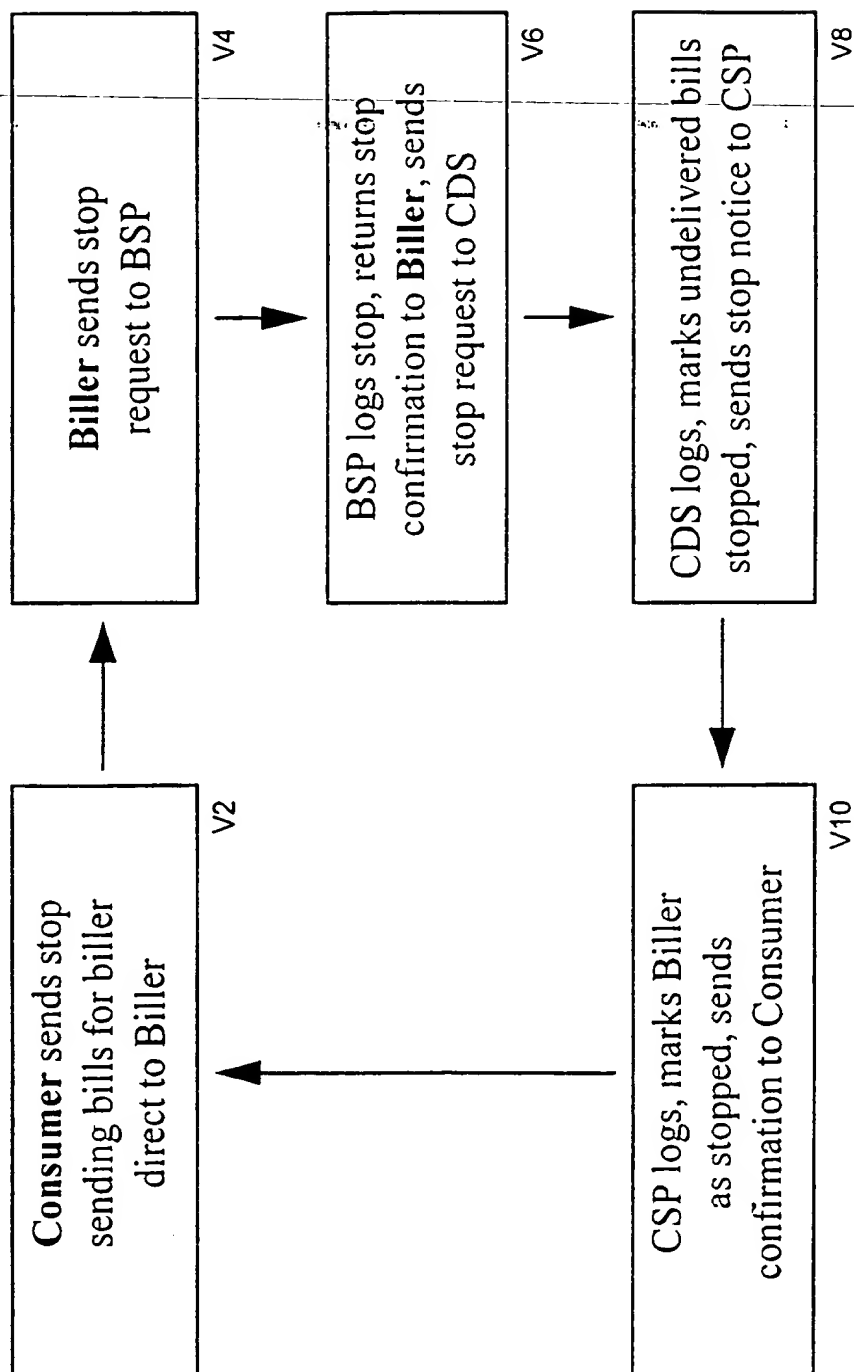 Consumer sends stop
sending bills for biller
direct to Biller
V2
Biller sends stop
request to BSP
V4
BSP logs stop, returns stop
confirmation to Biller, sends
stop request to CDS
V6
CDS logs, marks undelivered bills
stopped, sends stop notice to CSP
V8
CSP logs, marks Biller
as stopped, sends
confirmation to Consumer
V10